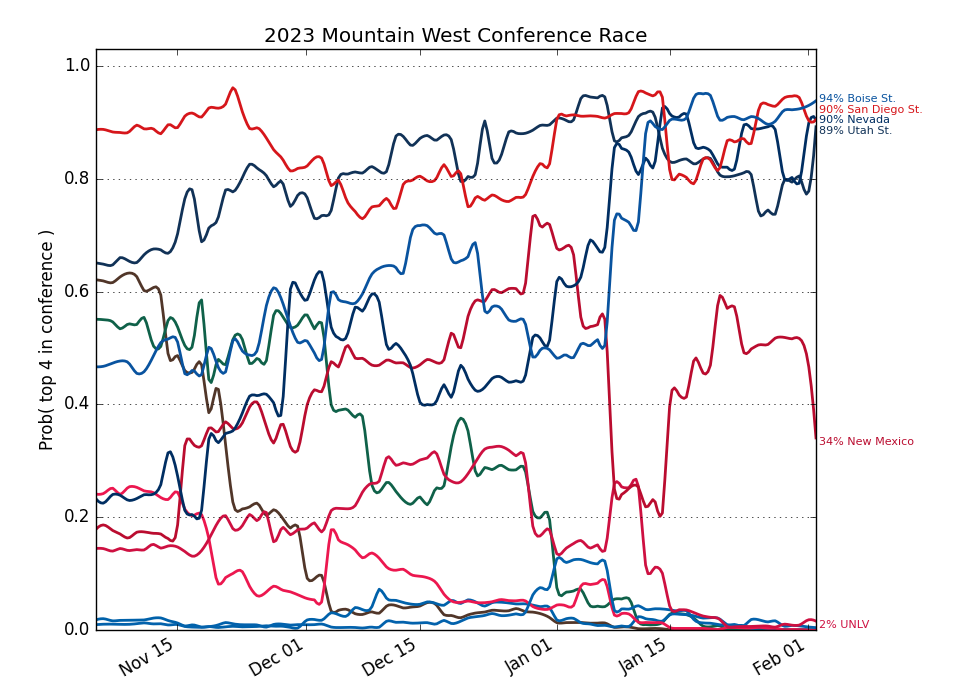 2023 Mountain West Conference Race
Prob( top 4 in conference )
1.0
0.8
0.6
0.4
0.2
0.0
Nov 15
Dec 01
Dec 15
Jan 01
Jan 15
Feb 01
94% Boise St.
90% San Diego St.
90% Nevada
89% Utah St.
34% New Mexico
2% UNLV